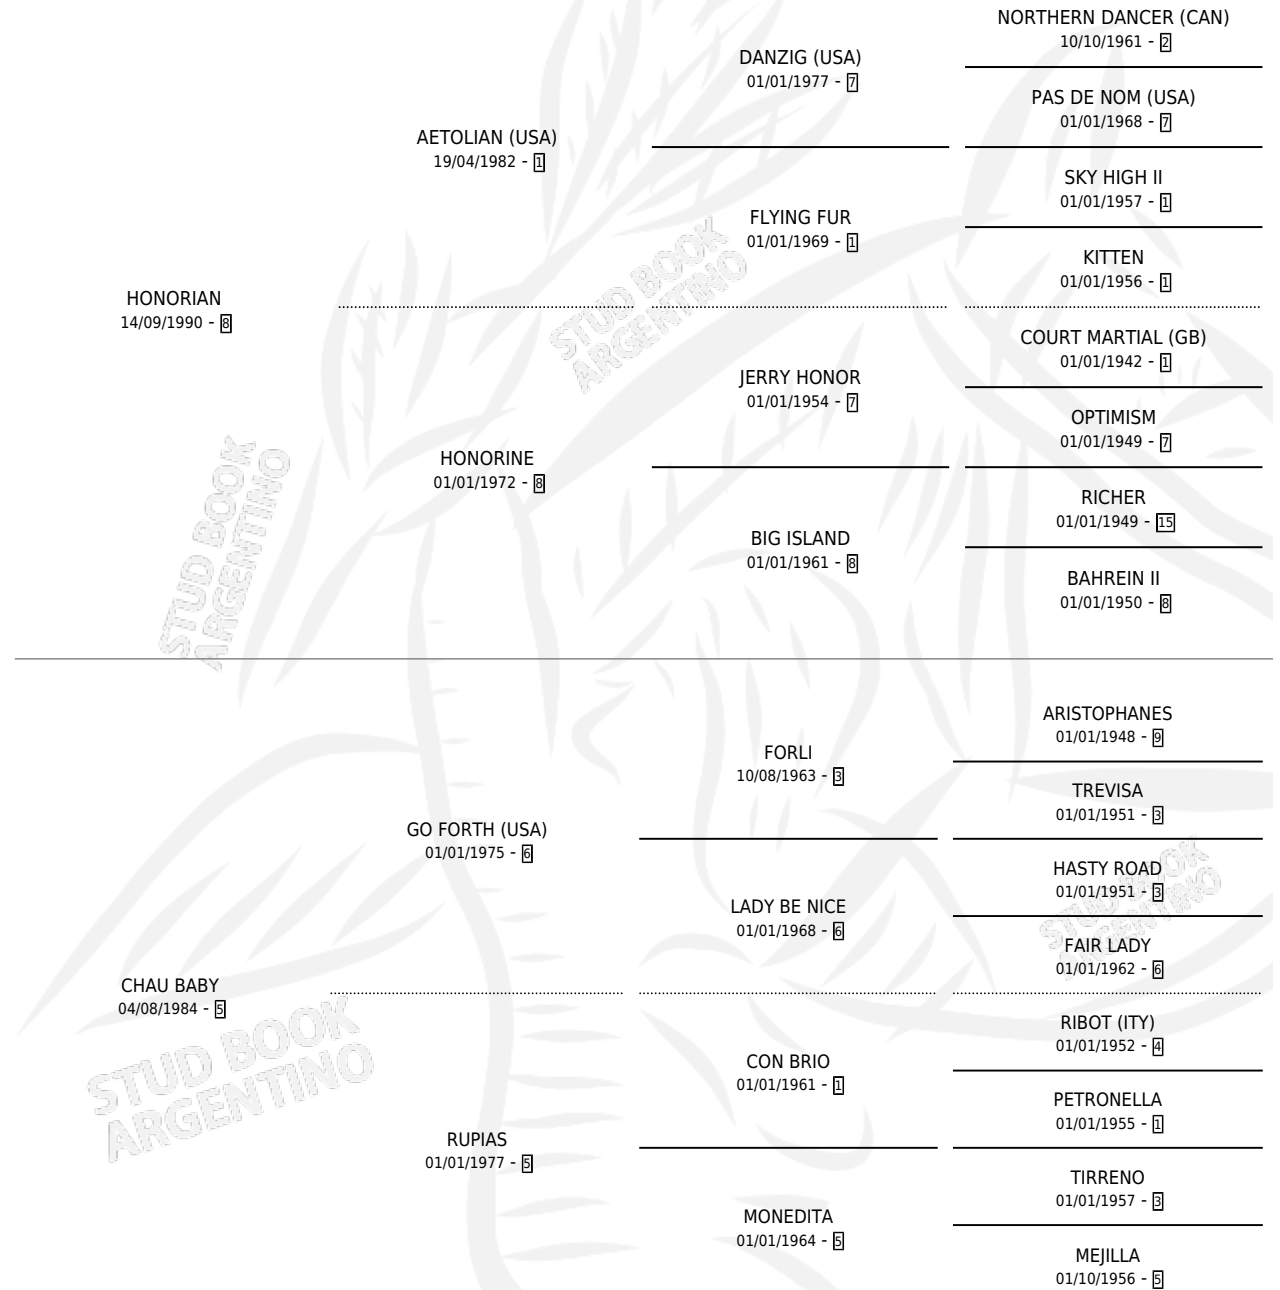 NORTHERN DANCER (CAN)
10/10/1961 - 2
DANZIG (USA)
01/01/1977 - 7
PAS DE NOM (USA)
01/01/1968 - 7
AETOLIAN (USA)
19/04/1982 - 1
SKY HIGH II
01/01/1957 - 1
FLYING FUR
01/01/1969 - 1
KITTEN
01/01/1956 - 1
HONORIAN
14/09/1990 - 8
COURT MARTIAL (GB)
01/01/1942 - 1
JERRY HONOR
01/01/1954 - 7
OPTIMISM
01/01/1949 - 7
HONORINE
01/01/1972 - 8
RICHER
01/01/1949 - 15
BIG ISLAND
01/01/1961 - 8
BAHREIN II
01/01/1950 - 8
STUD BOOK
ARGENTINO
STUD BOOK
ARGENTINO
ARISTOPHANES
01/01/1948 - 9
FORLI
10/08/1963 - 3
TREVISA
01/01/1951 - 3
GO FORTH (USA)
01/01/1975 - 6
HASTY ROAD
01/01/1951 - 3
LADY BE NICE
01/01/1968 - 6
FAIR LADY
01/01/1962 - 6
CHAU BABY
04/08/1984 - 5
RIBOT (ITY)
01/01/1952 - 4
CON BRIO
01/01/1961 - 1
PETRONELLA
01/01/1955 - 1
RUPIAS
01/01/1977 - 5
TIRRENO
01/01/1957 - 3
MONEDITA
01/01/1964 - 5
MEJILLA
01/10/1956 - 5
STUD BOOK
ARGENTINO
STUD BOOK
ARGENTINO